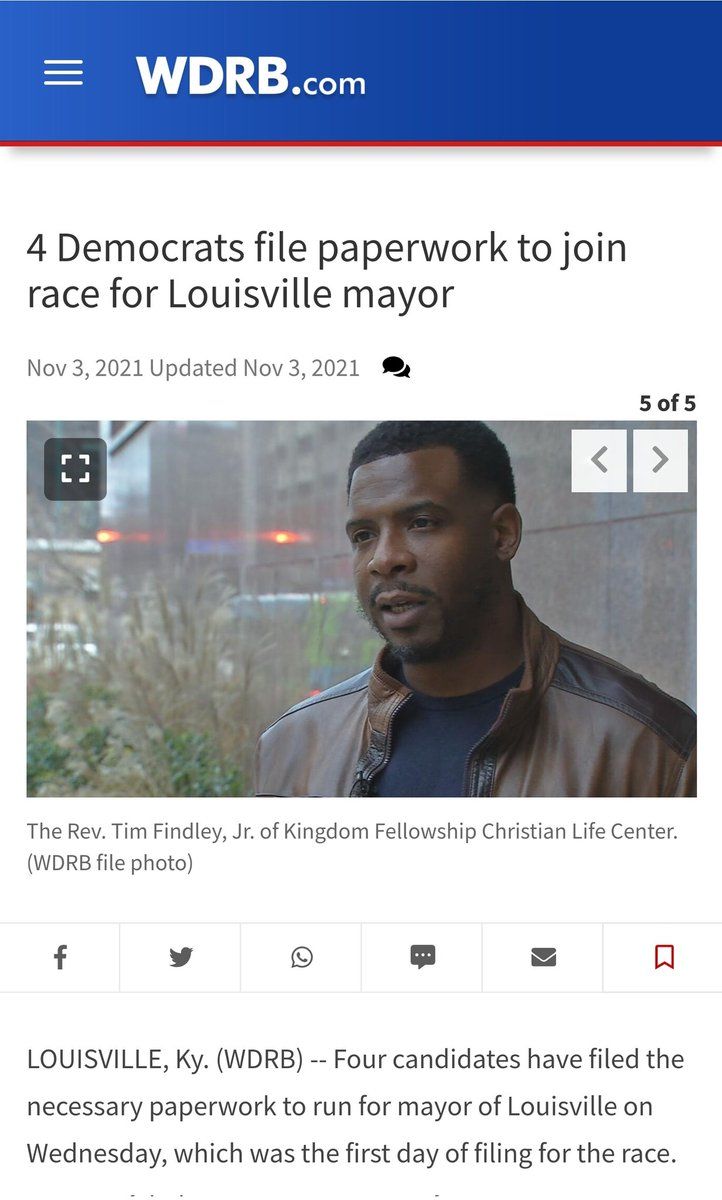 WDRB.com
4 Democrats file paperwork to join
race for Louisville mayor
Nov 3, 2021 Updated Nov 3, 2021
5 of 5
The Rev. Tim Findley, Jr. of Kingdom Fellowship Christian Life Center.
(WDRB file photo)
LOUISVILLE, Ky. (WDRB) -- Four candidates have filed the
necessary paperwork to run for mayor of Louisville on
Wednesday, which was the first day of filing for the race.